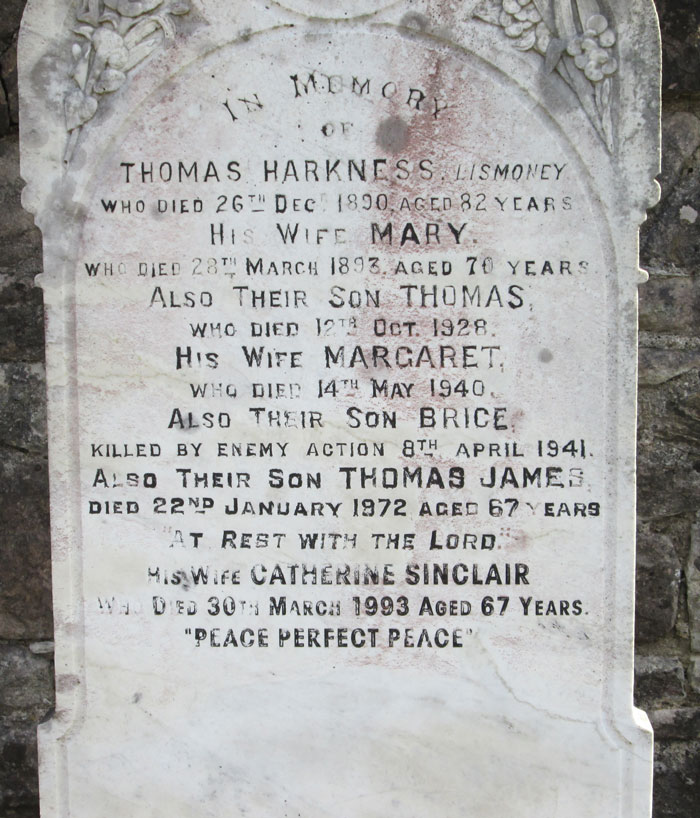 IN MEMORY
OF
THOMAS HARKNESS, LISMONEY
WHO DIED 26TH DECR 1890, AGED 82 YEARS
HIS WIFE MARY.
WHO DIED 28TH MARCH 1893. AGED 70 YEARS.
ALSO THEIR SON THOMAS,
WHO DIED 12TH OCT. 1928.
HIS WIFE MARGARET,
WHO DIED 14TH MAY 1940.
ALSO THEIR SON BRICE,
KILLED BY ENEMY ACTION 8TH APRIL 1941.
ALSO THEIR SON THOMAS JAMES,
DIED 22ND JANUARY 1972 AGED 67 YEARS
"AT REST WITH THE LORD."
HIS WIFE CATHERINE SINCLAIR
WHO DIED 30TH MARCH 1993 AGED 67 YEARS.
"PEACE PERFECT PEACE"